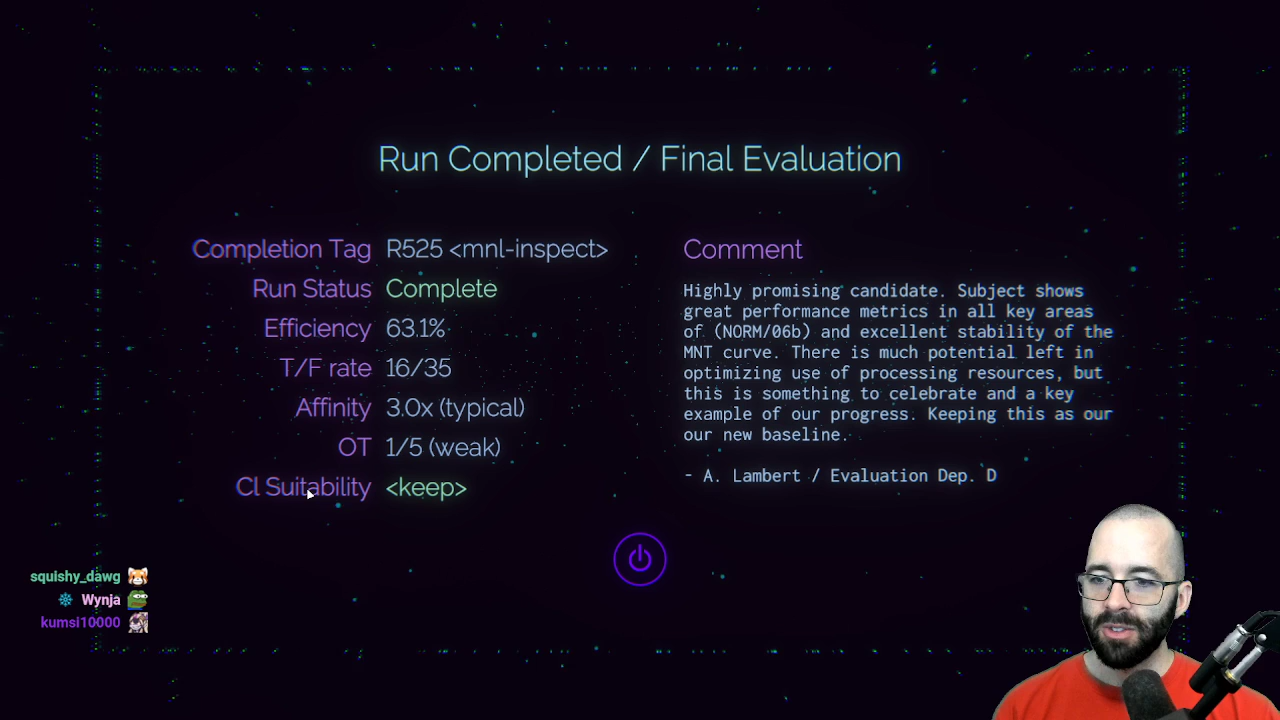 Run Completed / Final Evaluation
Completion Tag R525 <mnl-inspect>
Run Status Complete
Efficiency 63.1%
T/F rate 16/35
Affinity 3.0x (typical)
OT 1/5 (weak)
Cl Suitability <keep>
Comment
Highly promising candidate. Subject shows
great performance metrics in all key areas
of (NORM/06b) and excellent stability of the
MNT curve. There is much potential left in
optimizing use of processing resources, but
this is something to celebrate and a key
example of our progress. Keeping this as our
our new baseline.
- A. Lambert / Evaluation Dep. D
squishy_dawg
Wynja
kumsi10000